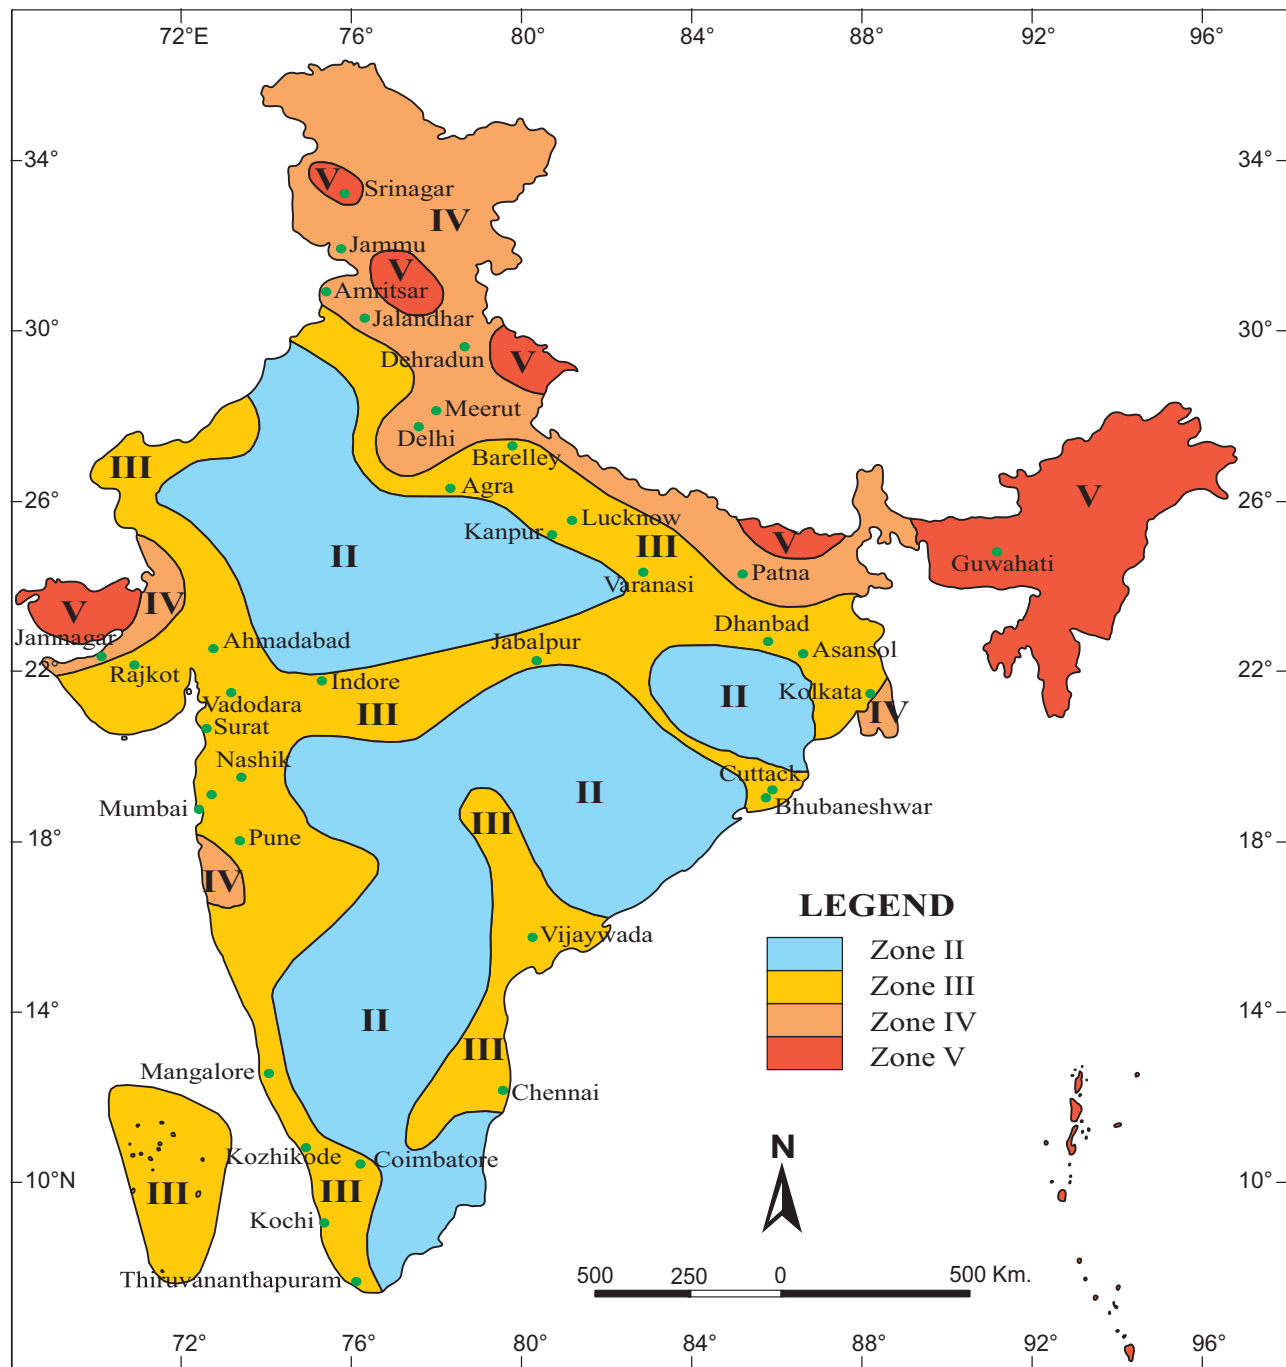 72°E 76° 80° 84° 88° 92° 96°
34° 34°
V
Srinagar
IV
Jammu
V
Amritsar
Jalandhar
30° 30°
Dehradun
V
Meerut
Delhi
Barelley
III
Agra
26° 26°
V
Lucknow
Kanpur
III
V
II
Guwahati
Patna
Varanasi
IV
V
Jamnagar
Dhanbad
Ahmadabad
Jabalpur
Asansol
22° 22°
Rajkot
Indore
Kolkata
II
Vadodara
III
IV
Surat
Nashik
Cuttack
II
Mumbai
Bhubaneshwar
III
18° 18°
Pune
IV
LEGEND
Vijaywada
Zone II
Zone III
14° 14°
II
Zone IV
III
Zone V
Mangalore
Chennai
N
Kozhikode
Coimbatore
10°N 10°
III
III
Kochi
Thiruvananthapuram
500 250 0 500 Km.
72° 76° 80° 84° 88° 92° 96°